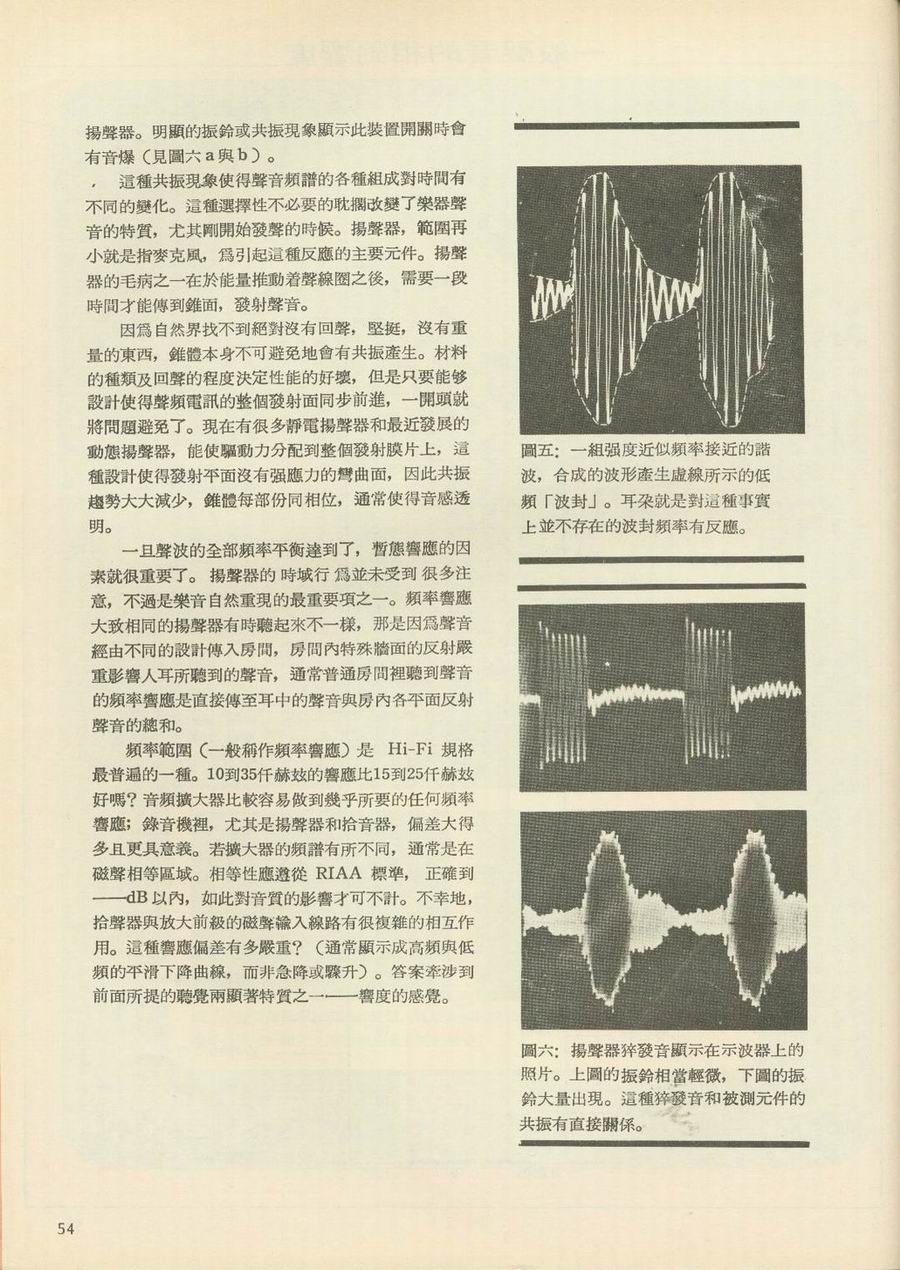 揚聲器。明顯的振鈴或共振現象顯示此裝置開關時會
有音爆（見圖六a與b）。
這種共振現象使得聲音頻譜的各種組成對時間有
不同的變化。這種選擇性不必要的耽擱改變了樂器聲
音的特質，尤其剛開始發聲的時候。揚聲器，範圍再
小就是指麥克風，爲引起這種反應的主要元件。揚聲
器的毛病之一在於能量推動着聲線圈之後，需要一段
時間才能傳到錐面，發射聲音。
因爲自然界找不到絕對沒有回聲，堅挺，沒有重
量的東西，錐體本身不可避免地會有共振產生。材料
的種類及回聲的程度決定性能的好壞，但是只要能够
設計使得聲頻電訊的整個發射面同步前進，一開頭就
將問題避免了。現在有很多靜電揚聲器和最近發展的
動態揚聲器，能使驅動力分配到整個發射膜片上，這
種設計使得發射平面沒有强應力的彎曲面，因此共振
趨勢大大減少，錐體每部份同相位，通常使得音感透
明。
一旦聲波的全部頻率平衡達到了，暫態響應的因
素就很重要了。揚聲器的時域行爲並未受到很多注
意，不過是樂音自然重現的最重要項之一。頻率響應
大致相同的揚聲器有時聽起來不一樣，那是因爲聲音
經由不同的設計傳入房間，房間內特殊牆面的反射嚴
重影響人耳所聽到的聲音，通常普通房間裡聽到聲音
的頻率響應是直接傳至耳中的聲音與房內各平面反射
聲音的總和。
頻率範圍（一般稱作頻率響應）是 Hi-Fi 規格
最普遍的一種。10到35仟赫兹的響應比15到25仟赫兹
好嗎？音頻擴大器比較容易做到幾乎所要的任何頻率
響應；錄音機裡，尤其是揚聲器和拾音器，偏差大得
多且更具意義。若擴大器的頻譜有所不同，通常是在
磁聲相等區域。相等性應遵從 RIAA 標準，正確到
——dB以內，如此對音質的影響才可不計。不幸地，
拾聲器與放大前級的磁聲輸入線路有很複雜的相互作
用。這種響應偏差有多嚴重？（通常顯示成高頻與低
頻的平滑下降曲線，而非急降或驟升）。答案牽涉到
前面所提的聽覺兩顯著特質之一——響度的感覺。
圖五：一組强度近似頻率接近的諧
波，合成的波形產生虛線所示的低
頻「波封」。耳朶就是對這種事實
上並不存在的波封頻率有反應。
圖六：揚聲器猝發音顯示在示波器上的
照片。上圖的振鈴相當輕微，下圖的振
鈴大量出現。這種猝發音和被測元件的
共振有直接關係。
54